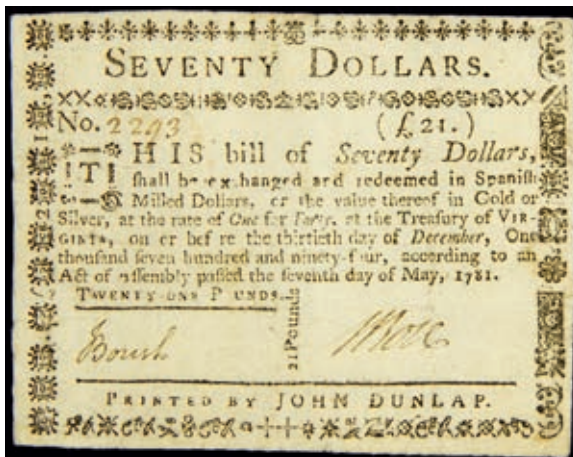 SEVENTY DOLLARS.
No. 2293 (£21.)
THIS bill of Seventy Dollars,
shall be exchanged and redeemed in Spanish
Milled Dollars, or the value thereof in Gold or
Silver, at the rate of One for Forty, at the Treasury of VIR-
GINIA, on or before the thirtieth day of December, One
thousand seven hundred and ninety-four, according to an
Act of Assembly passed the seventh day of May, 1781.
TWENTY-ONE POUNDS.
21 Pounds
PRINTED BY JOHN DUNLAP.